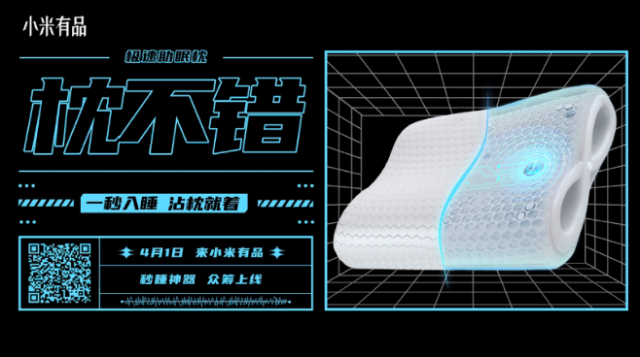 小米有品
极速助眠枕
枕不错
一秒入睡 沾枕就着
4月1日 来小米有品
秒睡神器 众筹上线